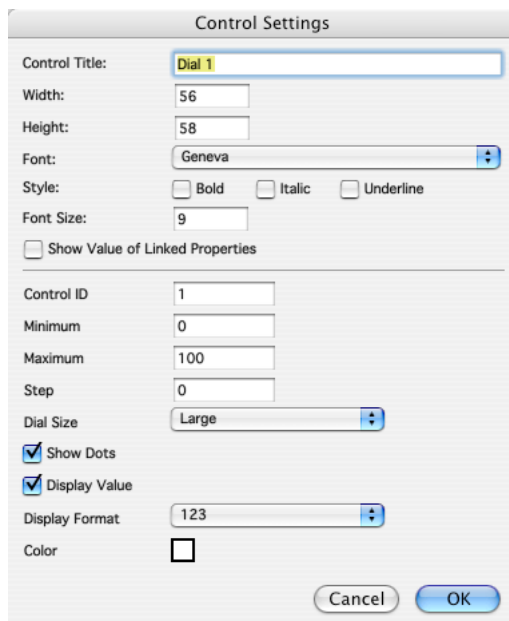 Control Settings
Control Title: Dial 1
Width: 56
Height: 58
Font: Geneva
Style: Bold Italic Underline
Font Size: 9
Show Value of Linked Properties
Control ID 1
Minimum 0
Maximum 100
Step 0
Dial Size Large
Show Dots
Display Value
Display Format 123
Color
Cancel OK